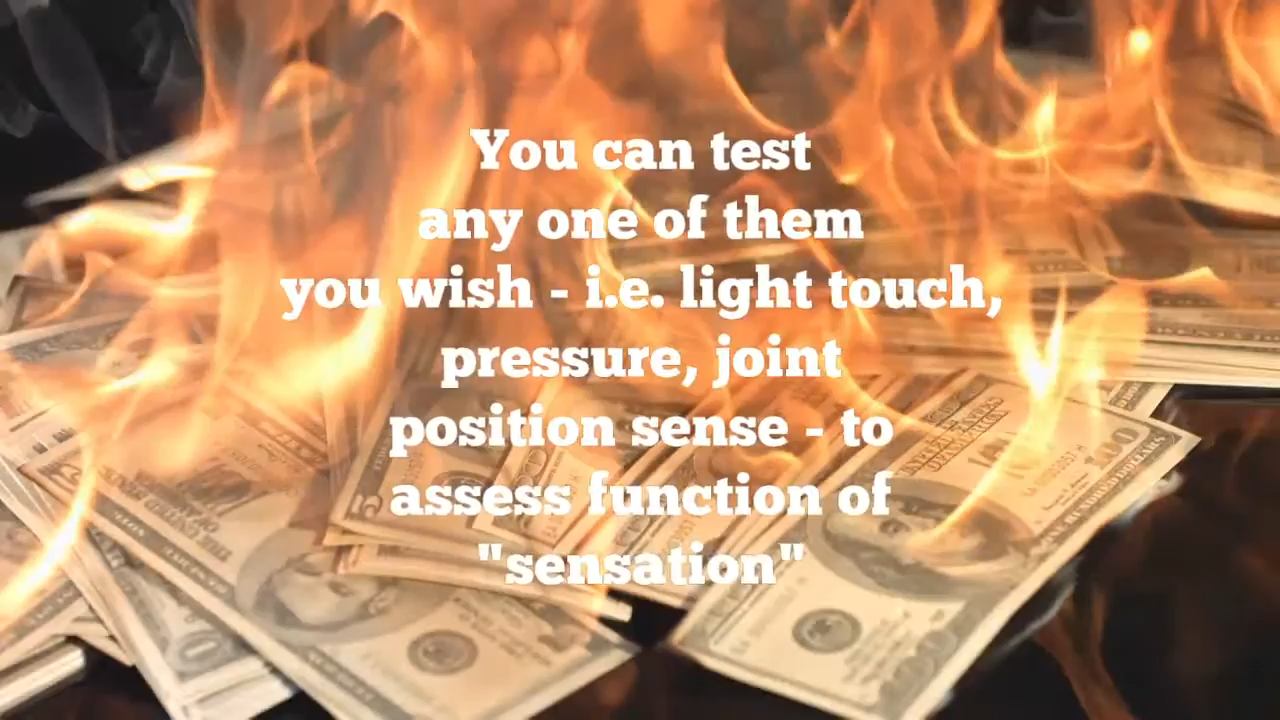 You can test
any one of them
you wish - i.e. light touch,
pressure, joint
position sense - to
assess function of
"sensation"